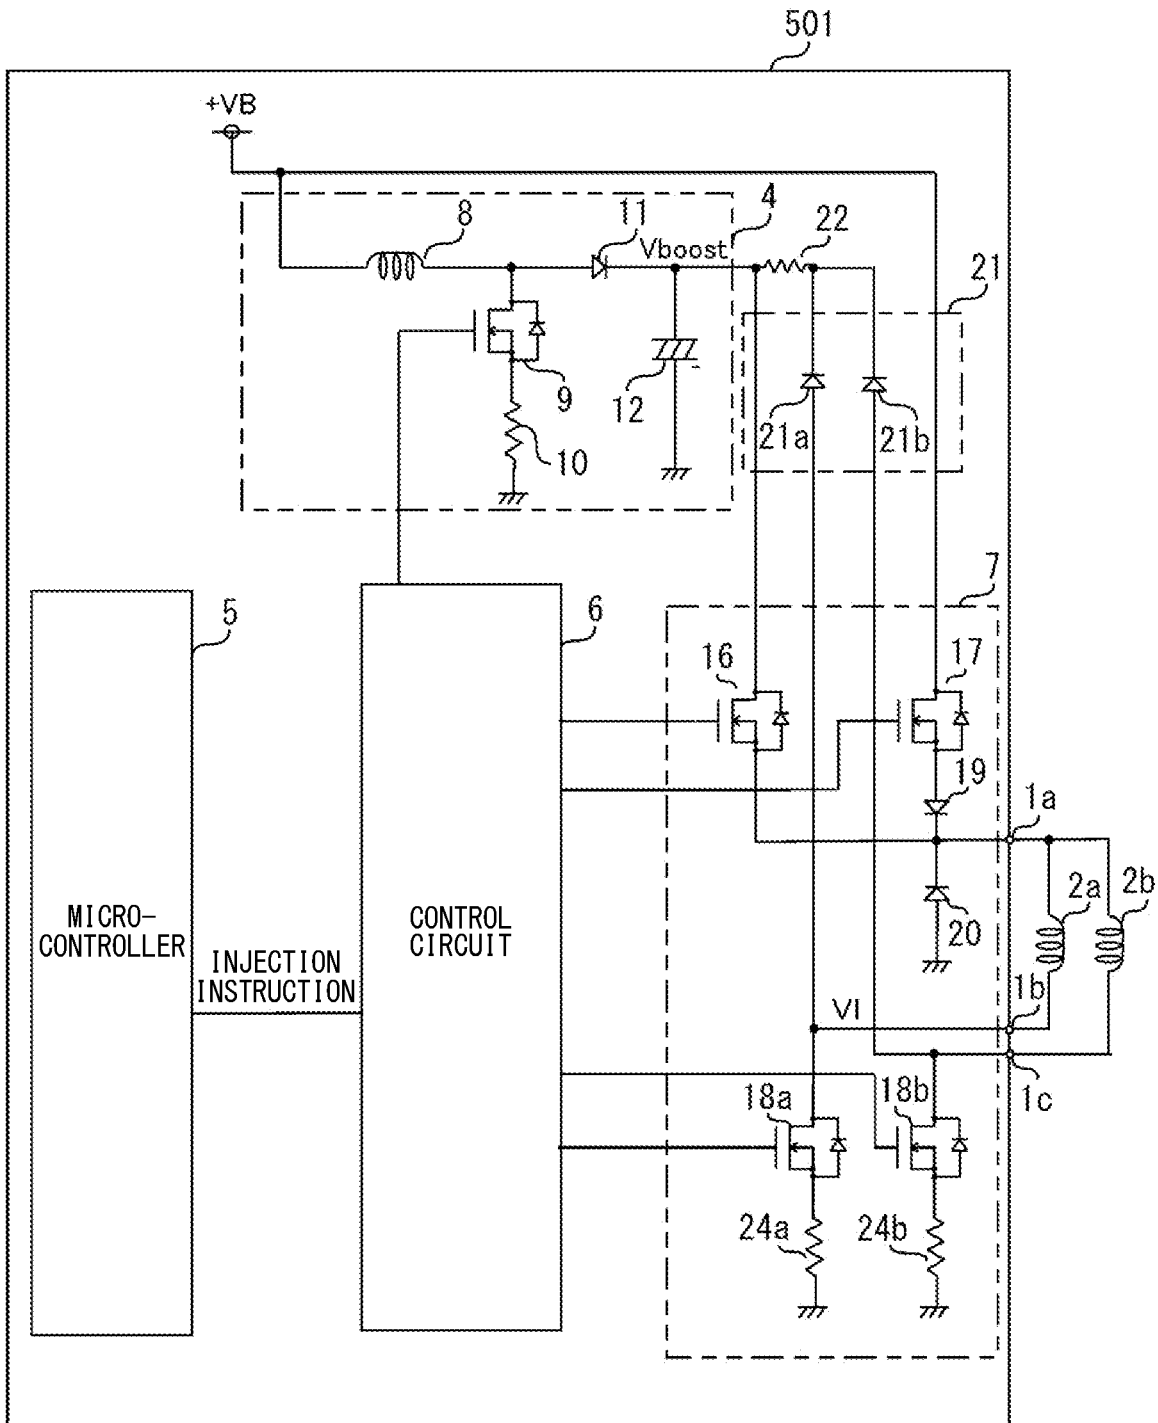 501
+VB
4
22
8
11
Vboost
21
9
12
10
21a
21b
5
6
7
16
17
19
1a
2a
2b
20
MICRO-
CONTROLLER
CONTROL
CIRCUIT
INJECTION
INSTRUCTION
VI
1b
1c
18a
18b
24a
24b